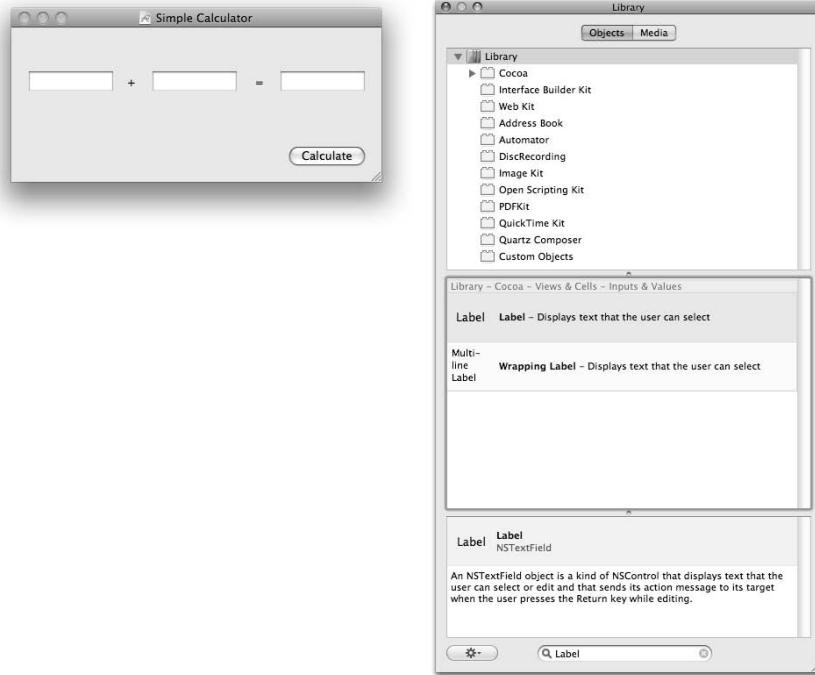 Simple Calculator
+ =
Calculate
Library
Objects Media
Library
Cocoa
Interface Builder Kit
Web Kit
Address Book
Automator
DiscRecording
Image Kit
Open Scripting Kit
PDFKit
QuickTime Kit
Quartz Composer
Custom Objects
Library – Cocoa – Views & Cells – Inputs & Values
Label Label – Displays text that the user can select
Multi-
line
Label
Wrapping Label – Displays text that the user can select
Label
Label
NSTextField
An NSTextField object is a kind of NSControl that displays text that the
user can select or edit and that sends its action message to its target
when the user presses the Return key while editing.
Label